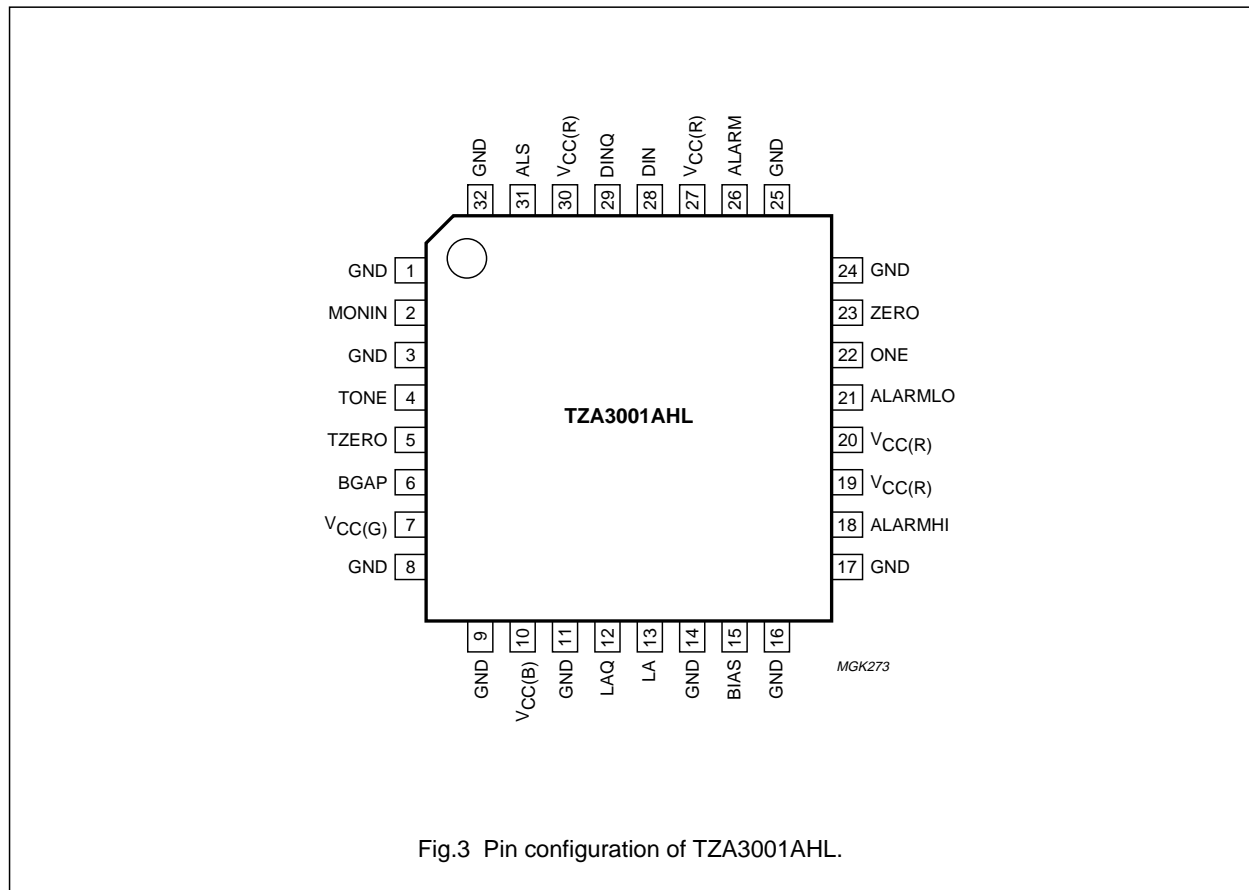 32 GND
31 ALS
30 VCC(R)
29 DINQ
28 DIN
27 VCC(R)
26 ALARM
25 GND
GND 1
MONIN 2
GND 3
TONE 4
TZERO 5
BGAP 6
VCC(G) 7
GND 8
TZA3001AHL
24 GND
23 ZERO
22 ONE
21 ALARMLO
20 VCC(R)
19 VCC(R)
18 ALARMHI
17 GND
GND 9
VCC(B) 10
GND 11
LAQ 12
LA 13
GND 14
BIAS 15
GND 16
MGK273
Fig.3 Pin configuration of TZA3001AHL.